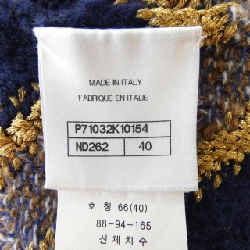 MADE IN ITALY
FABRIQUE EN ITALIE
P71032K10154
ND262 40
호칭 66(40)
88-94-155
신체치수